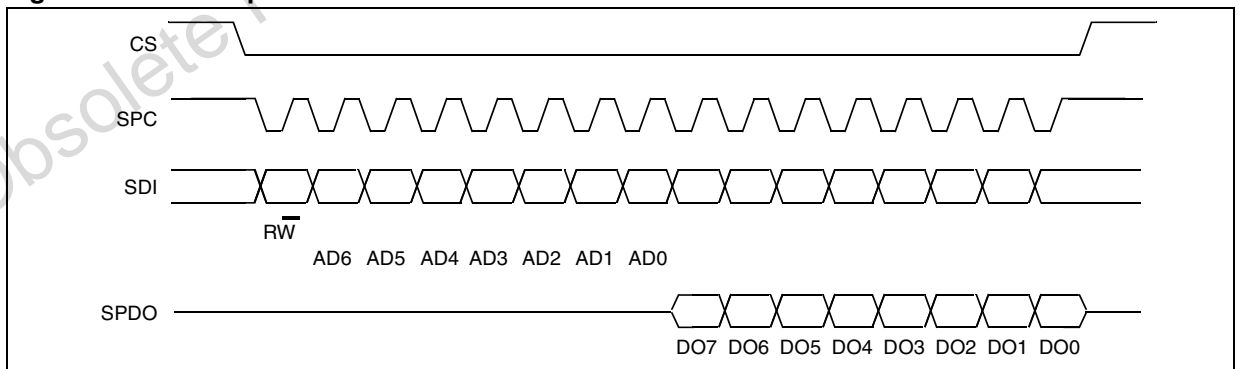 CS
SPC
SDI
RW
AD6 AD5 AD4 AD3 AD2 AD1 AD0
SPDO
DO7 DO6 DO5 DO4 DO3 DO2 DO1 DO0